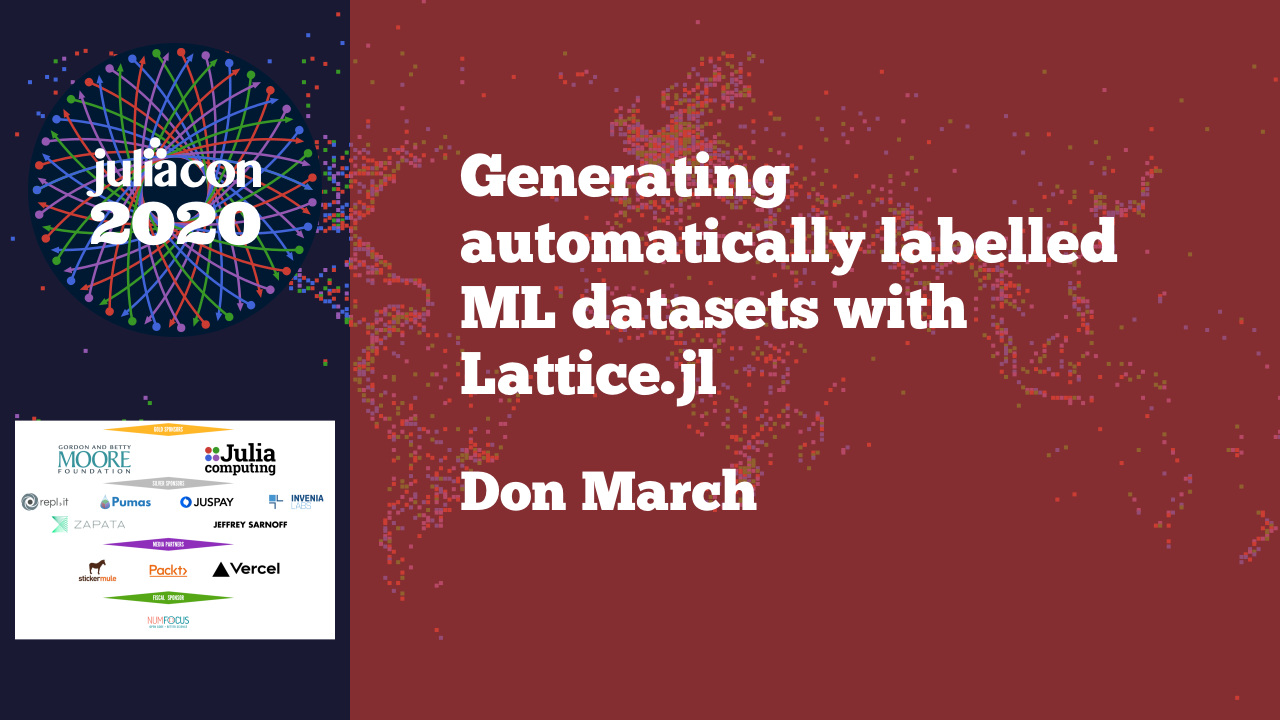 juliacon
2020
Generating
automatically labelled
ML datasets with
Lattice.jl
Don March
GOLD SPONSORS
GORDON AND BETTY
MOORE
FOUNDATION
Julia
computing
SILVER SPONSORS
repl.it
Pumas
JUSPAY
INVENIA
LABS
ZAPATA
JEFFREY SARNOFF
MEDIA PARTNERS
stickermule
Packt>
Vercel
FISCAL SPONSOR
NUMFOCUS